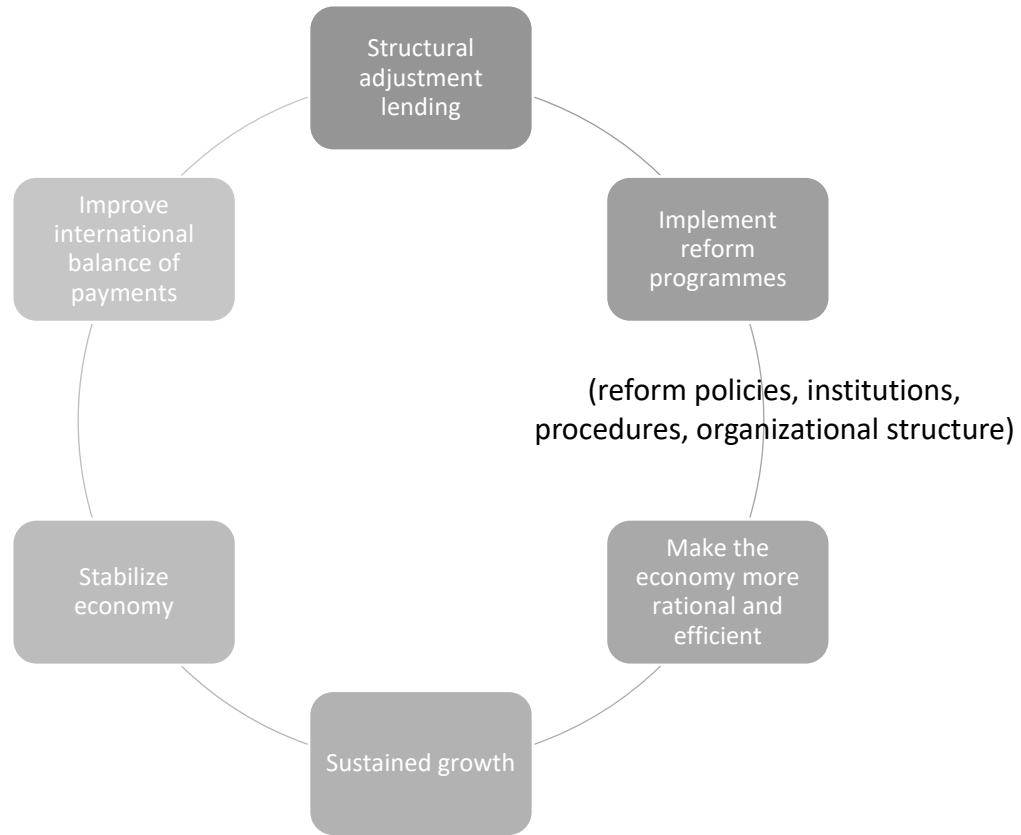 Structural
adjustment
lending
Implement
reform
programmes
(reform policies, institutions,
procedures, organizational structure)
Make the
economy more
rational and
efficient
Sustained growth
Stabilize
economy
Improve
international
balance of
payments